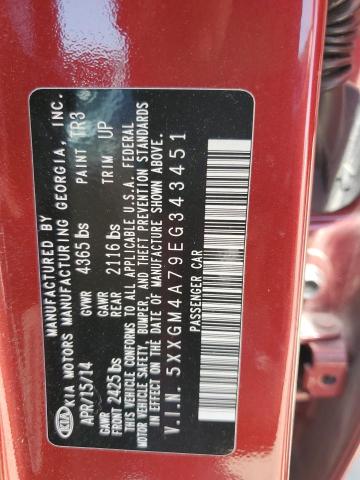 MANUFACTURED BY
KIA KIA MOTORS MANUFACTURING GEORGIA, INC.
APR/15/14 GVWR 4365 lbs PAINT TR3
GAWR FRONT 2425 lbs GAWR REAR 2116 lbs TRIM UP
THIS VEHICLE CONFORMS TO ALL APPLICABLE U.S.A. FEDERAL
MOTOR VEHICLE SAFETY, BUMPER, AND THEFT PREVENTION STANDARDS
IN EFFECT ON THE DATE OF MANUFACTURE SHOWN ABOVE.
V.I.N. 5XXGM4A79EG343451
PASSENGER CAR